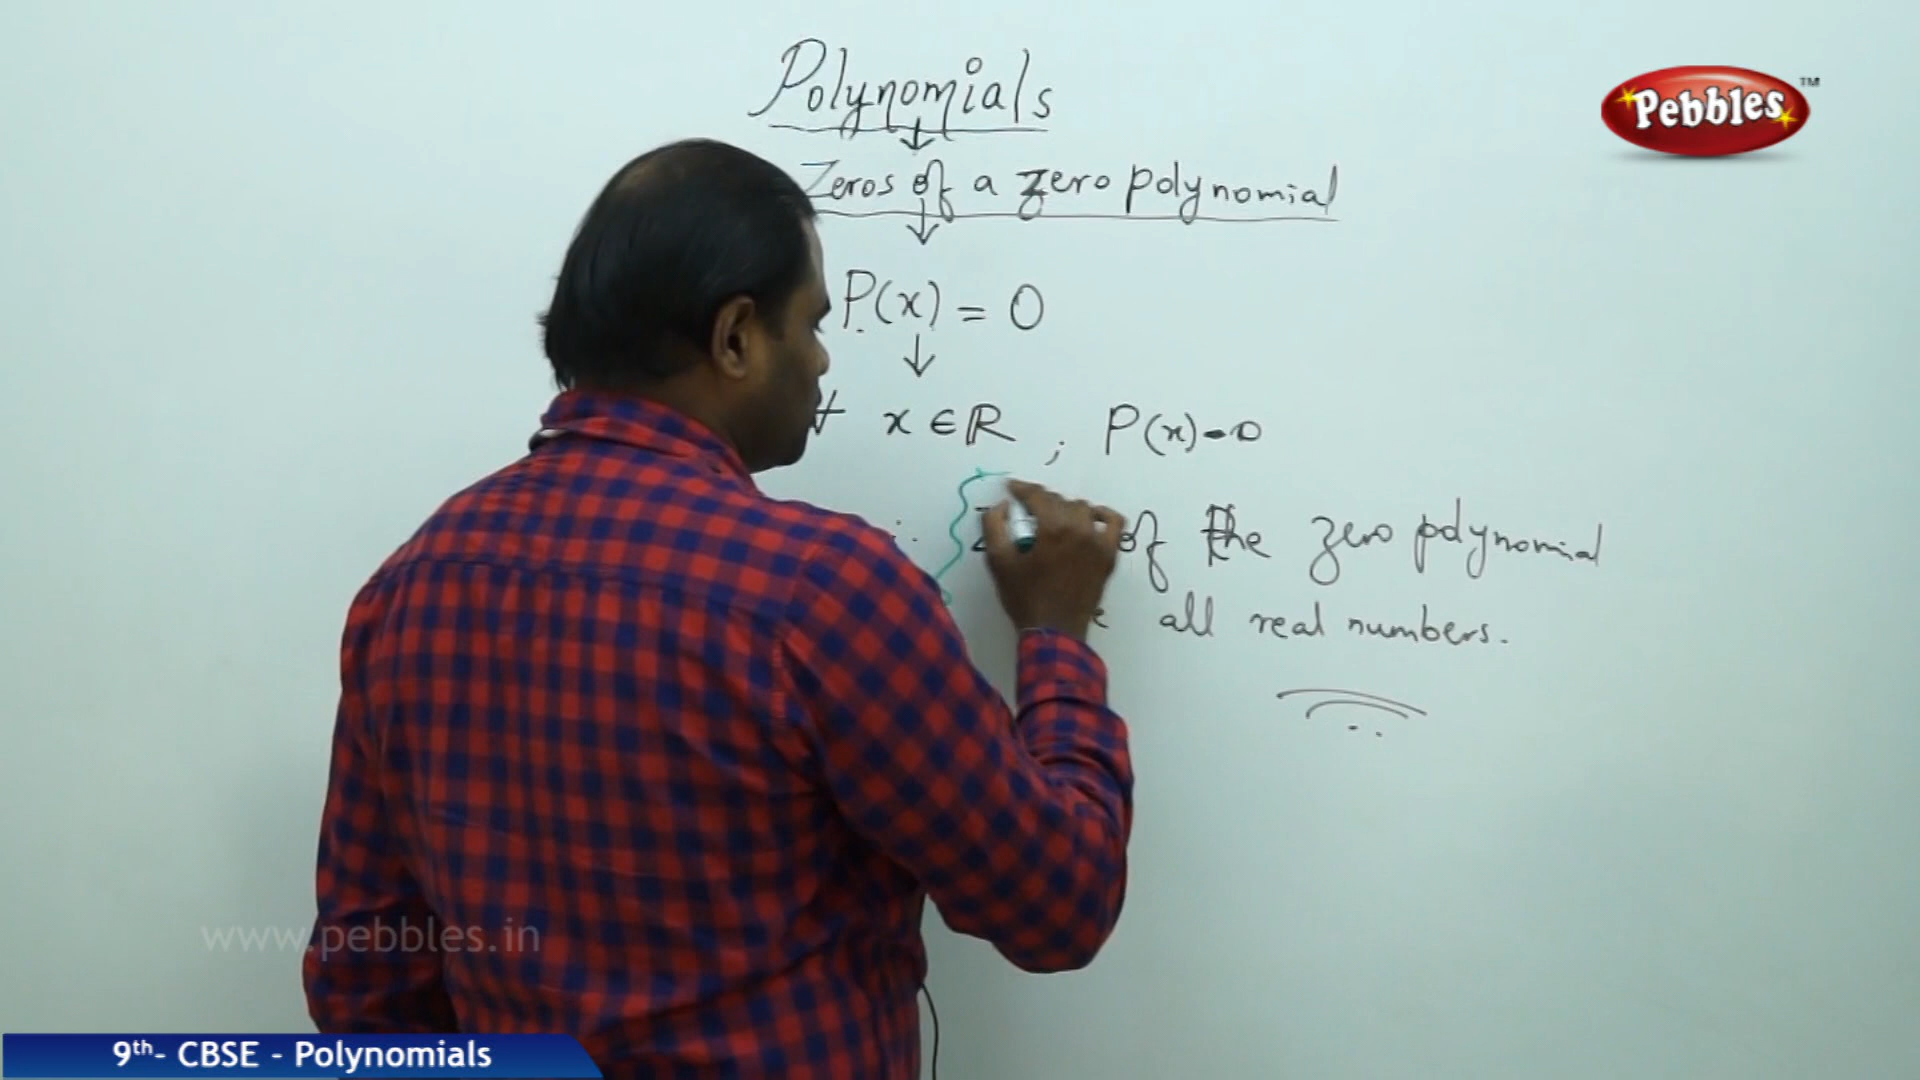 Polynomials
Pebbles TM
Zeros of a zero polynomial
P(x) = 0
∀ x ∈ R ; P(x) = 0
of the zero polynomial
all real numbers.
www.pebbles.in
9th- CBSE - Polynomials